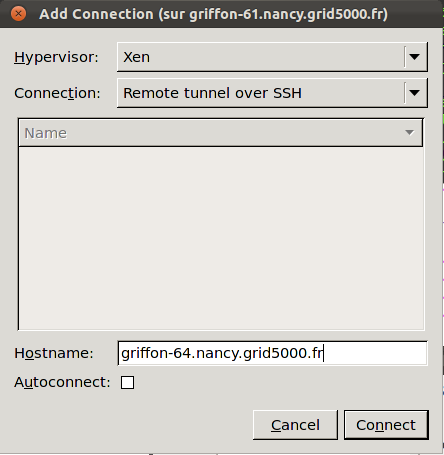 Add Connection (sur griffon-61.nancy.grid5000.fr)
Hypervisor: Xen
Connection: Remote tunnel over SSH
Name
Hostname: griffon-64.nancy.grid5000.fr
Autoconnect:
Cancel Connect